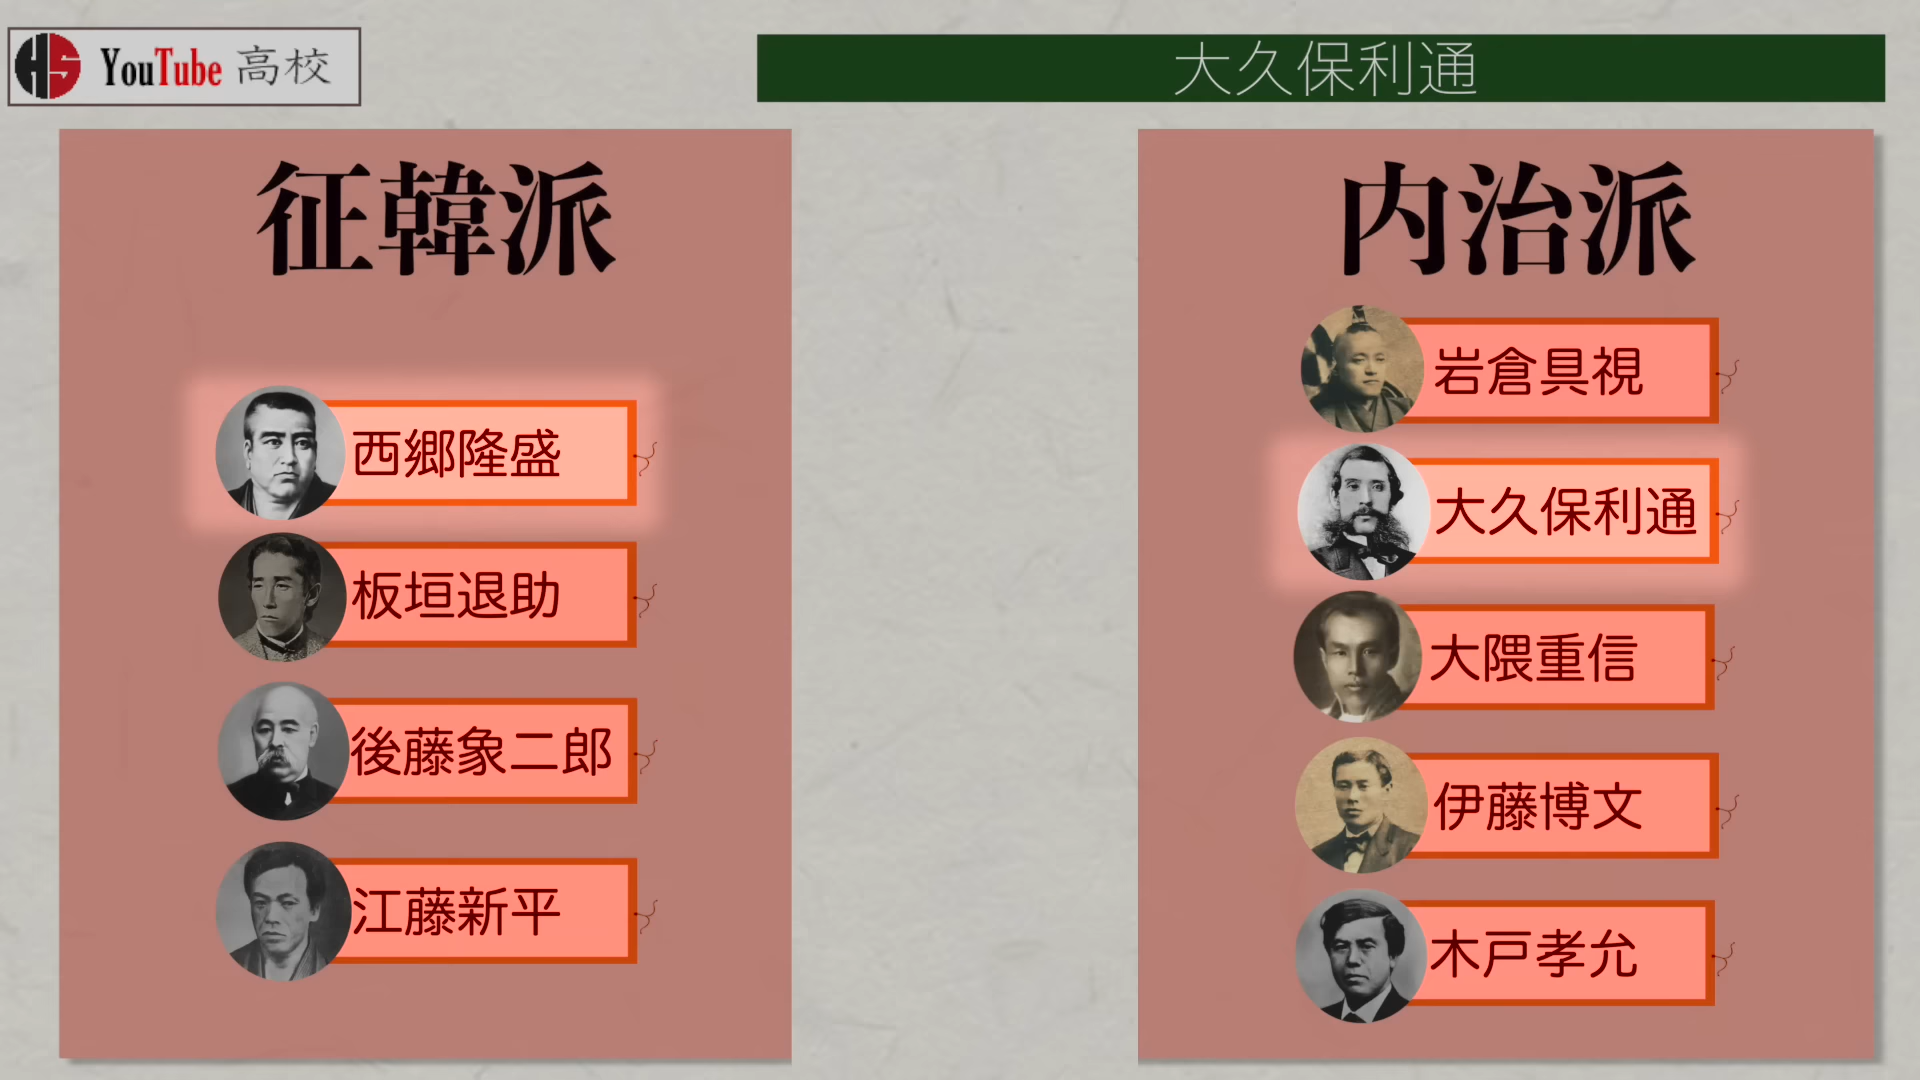 HS YouTube 高校
大久保利通
征韓派
西郷隆盛
板垣退助
後藤象二郎
江藤新平
内治派
岩倉具視
大久保利通
大隈重信
伊藤博文
木戸孝允